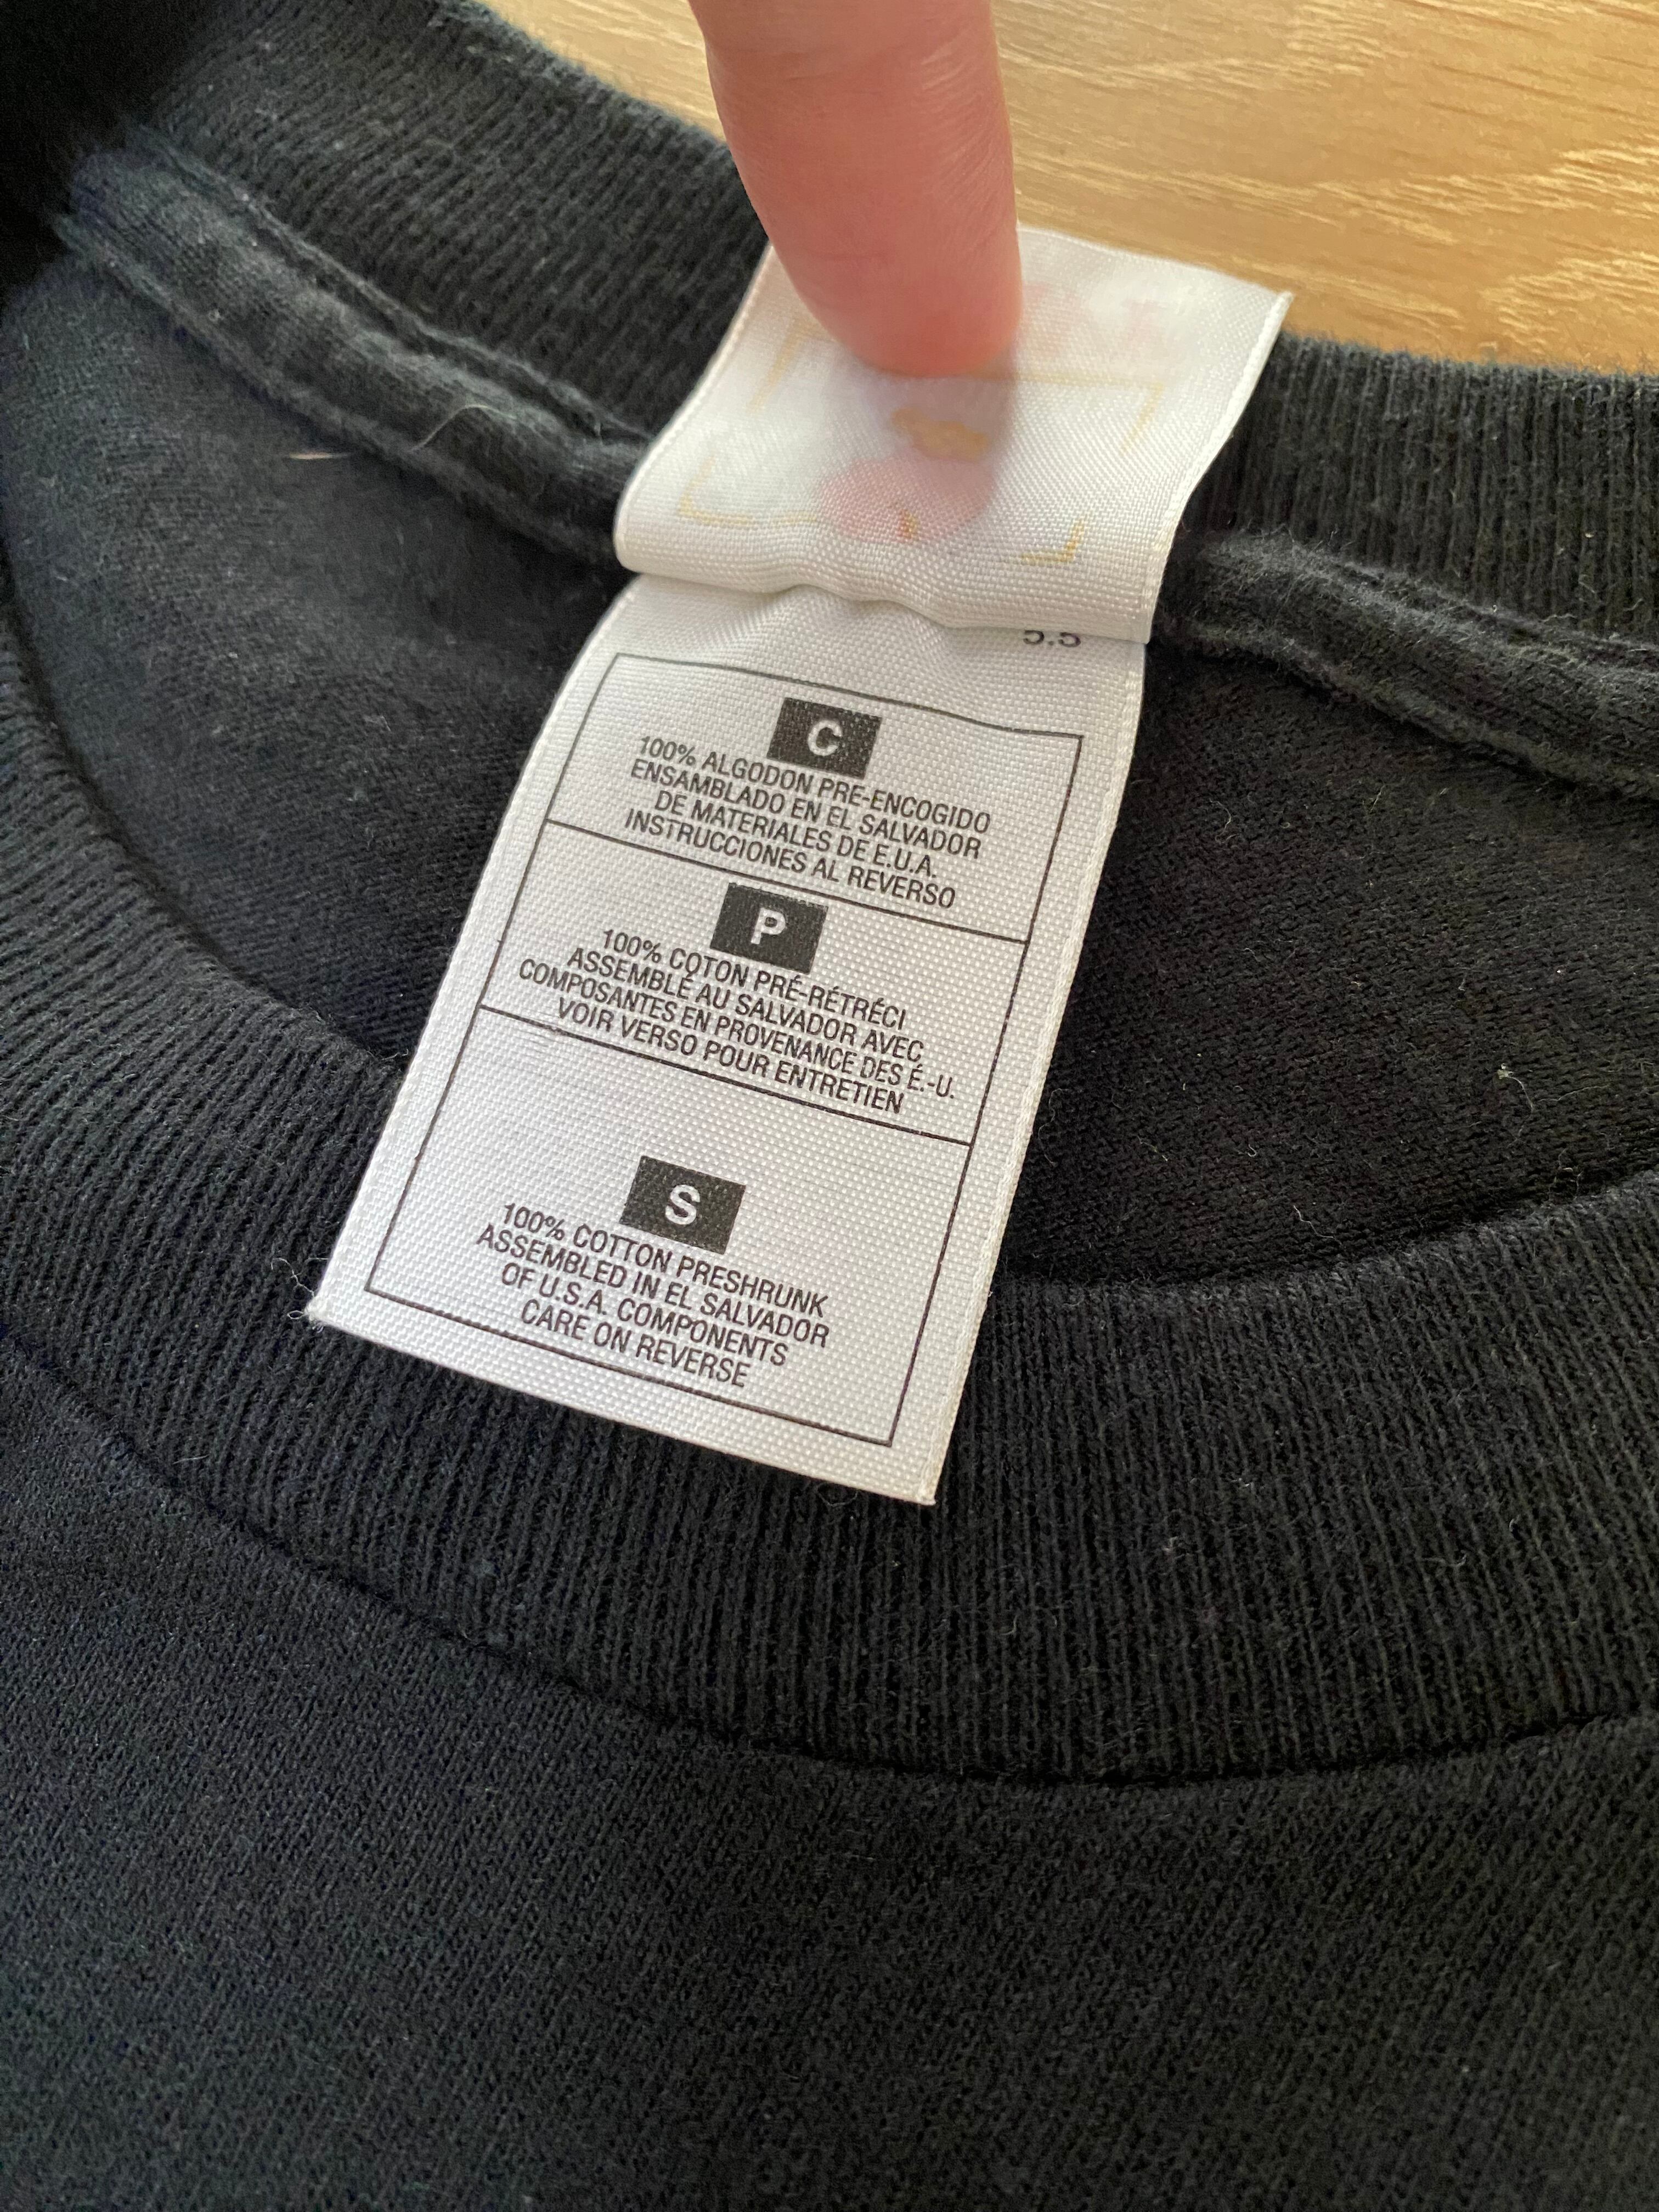 5.5
C
100% ALGODON PRE-ENCOGIDO
ENSAMBLADO EN EL SALVADOR
DE MATERIALES DE E.U.A.
INSTRUCCIONES AL REVERSO
P
100% COTON PRÉ-RÉTRÉCI
ASSEMBLÉ AU SALVADOR AVEC
COMPOSANTES EN PROVENANCE DES É.-U.
VOIR VERSO POUR ENTRETIEN
S
100% COTTON PRESHRUNK
ASSEMBLED IN EL SALVADOR
OF U.S.A. COMPONENTS
CARE ON REVERSE